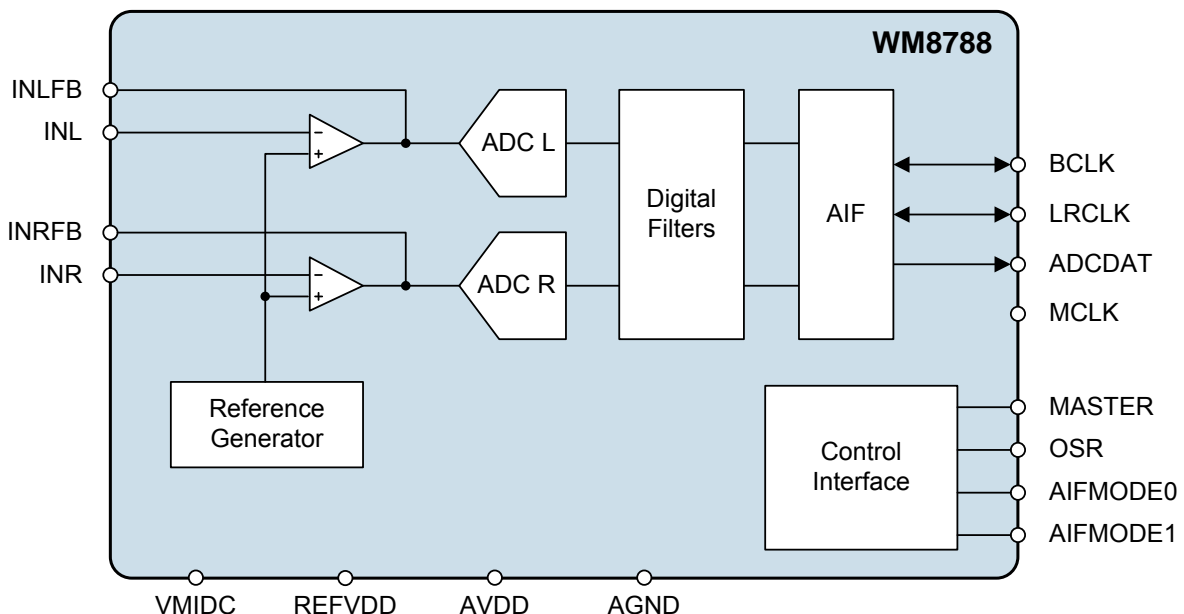 WM8788
INLFB
INL
INRFB
INR
−
+
−
+
ADC L
ADC R
Digital
Filters
AIF
BCLK
LRCLK
ADCDAT
MCLK
Reference
Generator
Control
Interface
MASTER
OSR
AIFMODE0
AIFMODE1
VMIDC
REFVDD
AVDD
AGND